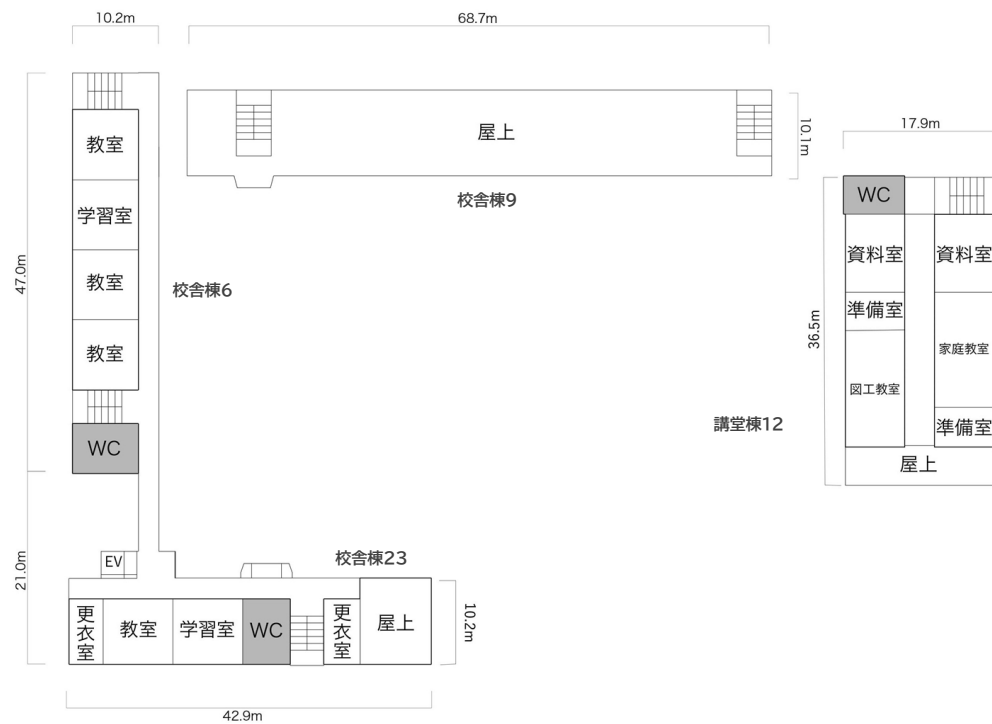 10.2m
68.7m
屋上
10.1m
校舎棟9
17.9m
47.0m
教室
学習室
教室
教室
WC
校舎棟6
36.5m
WC
資料室
資料室
準備室
家庭教室
図工教室
準備室
屋上
講堂棟12
21.0m
EV
校舎棟23
更衣室
教室
学習室
WC
更衣室
屋上
10.2m
42.9m